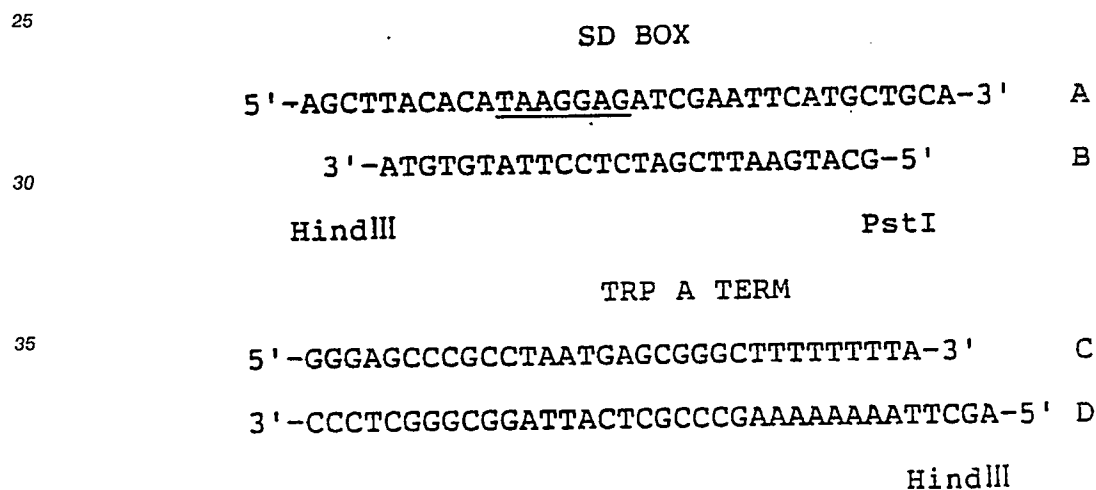 25
SD BOX
5'-AGCTTACACATAAGGAGATCGAATTCATGCTGCA-3' A
3'-ATGTGTATTCCTCTAGCTTAAGTACG-5' B
30
HindIII PstI
TRP A TERM
35
5'-GGGAGCCCGCCTAATGAGCGGGCTTTTTTTTA-3' C
3'-CCCTCGGGCGGATTACTCGCCCGAAAAAAAATTCGA-5' D
HindIII